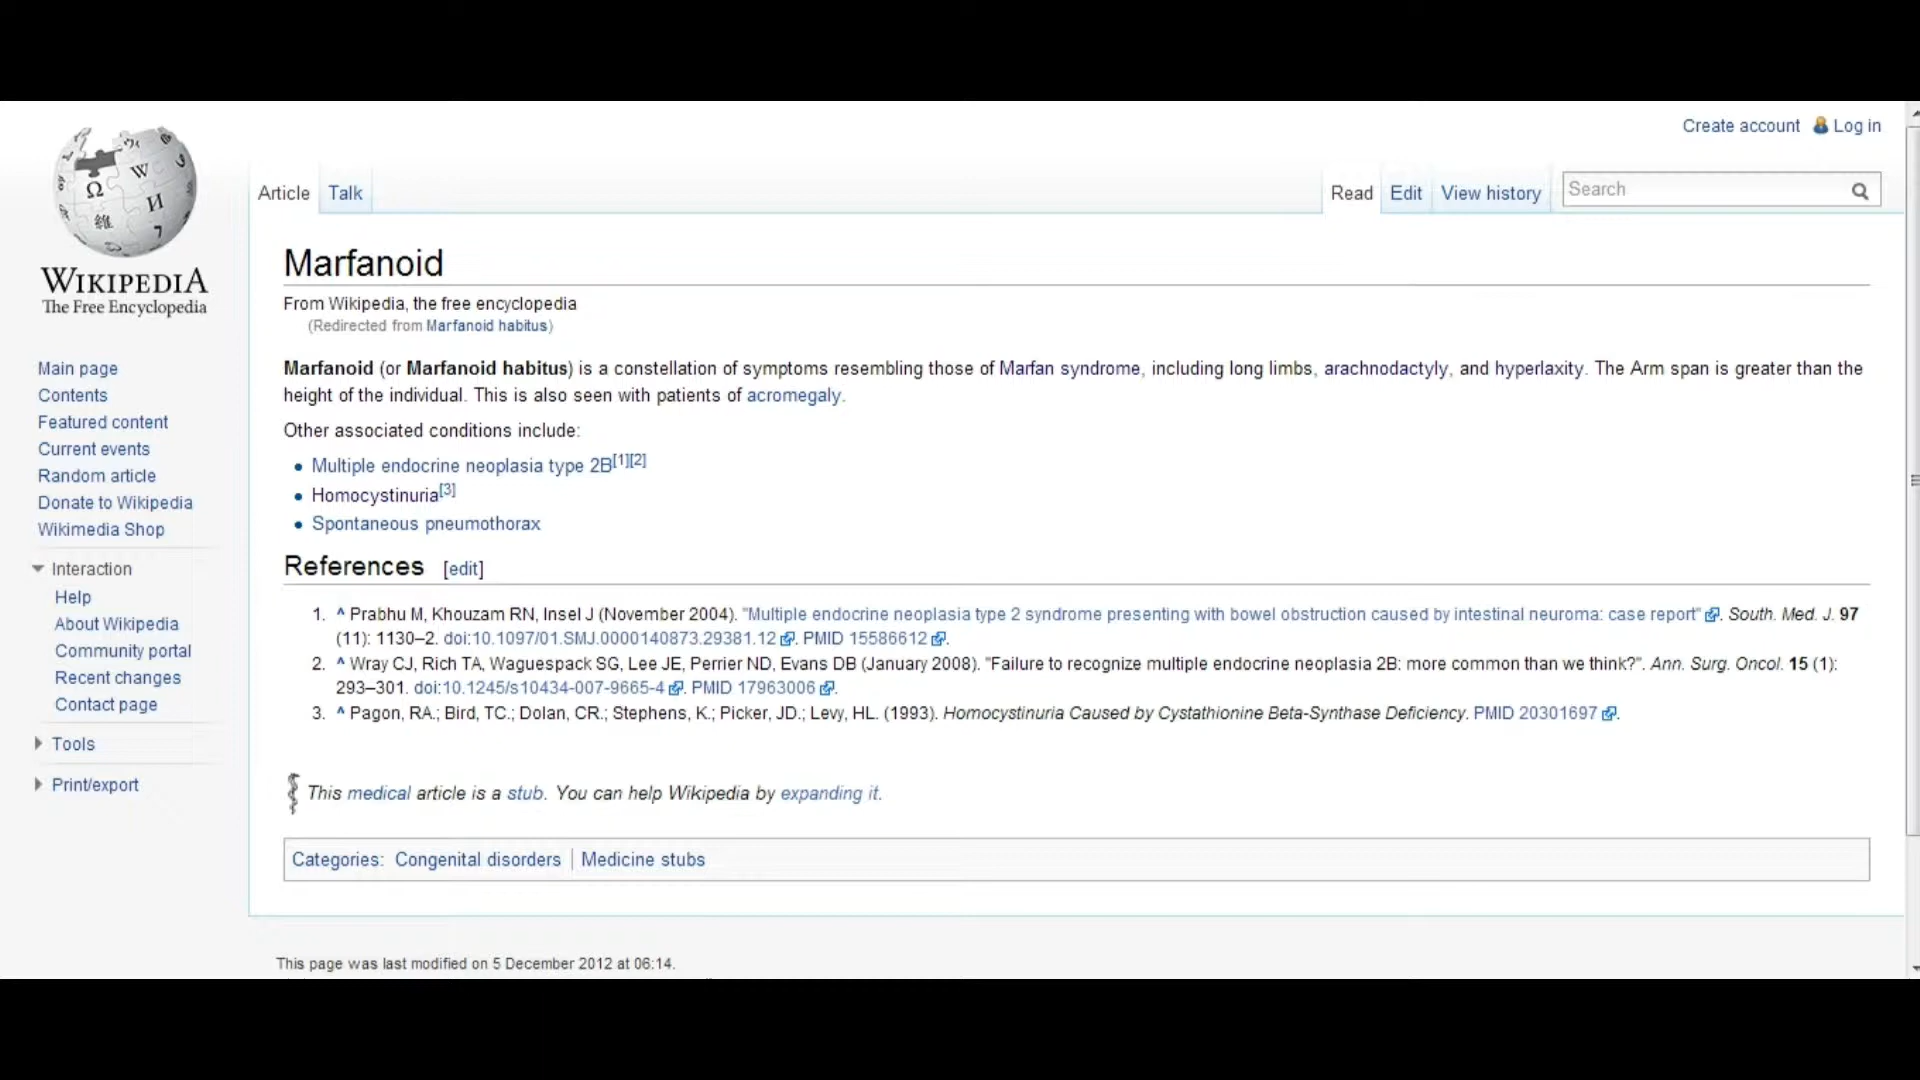 Create account Log in
Article Talk Read Edit View history Search
WIKIPEDIA
The Free Encyclopedia
Main page
Contents
Featured content
Current events
Random article
Donate to Wikipedia
Wikimedia Shop
Interaction
Help
About Wikipedia
Community portal
Recent changes
Contact page
Tools
Print/export
Marfanoid
From Wikipedia, the free encyclopedia
(Redirected from Marfanoid habitus)
Marfanoid (or Marfanoid habitus) is a constellation of symptoms resembling those of Marfan syndrome, including long limbs, arachnodactyly, and hyperlaxity. The Arm span is greater than the
height of the individual. This is also seen with patients of acromegaly.
Other associated conditions include:
Multiple endocrine neoplasia type 2B[1][2]
Homocystinuria[3]
Spontaneous pneumothorax
References [edit]
1. ^ Prabhu M, Khouzam RN, Insel J (November 2004). "Multiple endocrine neoplasia type 2 syndrome presenting with bowel obstruction caused by intestinal neuroma: case report". South. Med. J. 97
(11): 1130–2. doi:10.1097/01.SMJ.0000140873.29381.12. PMID 15586612.
2. ^ Wray CJ, Rich TA, Waguespack SG, Lee JE, Perrier ND, Evans DB (January 2008). "Failure to recognize multiple endocrine neoplasia 2B: more common than we think?". Ann. Surg. Oncol. 15 (1):
293–301. doi:10.1245/s10434-007-9665-4. PMID 17963006.
3. ^ Pagon, RA.; Bird, TC.; Dolan, CR.; Stephens, K.; Picker, JD.; Levy, HL. (1993). Homocystinuria Caused by Cystathionine Beta-Synthase Deficiency. PMID 20301697.
This medical article is a stub. You can help Wikipedia by expanding it.
Categories: Congenital disorders | Medicine stubs
This page was last modified on 5 December 2012 at 06:14.